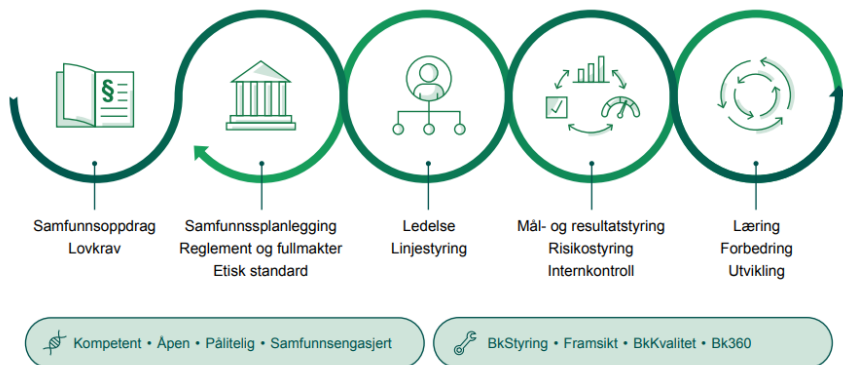 §
Samfunnsoppdrag
Lovkrav
Samfunnssplanlegging
Reglement og fullmakter
Etisk standard
Ledelse
Linjestyring
Mål- og resultatstyring
Risikostyring
Internkontroll
Læring
Forbedring
Utvikling
Kompetent • Åpen • Pålitelig • Samfunnsengasjert
BkStyring • Framsikt • BkKvalitet • Bk360